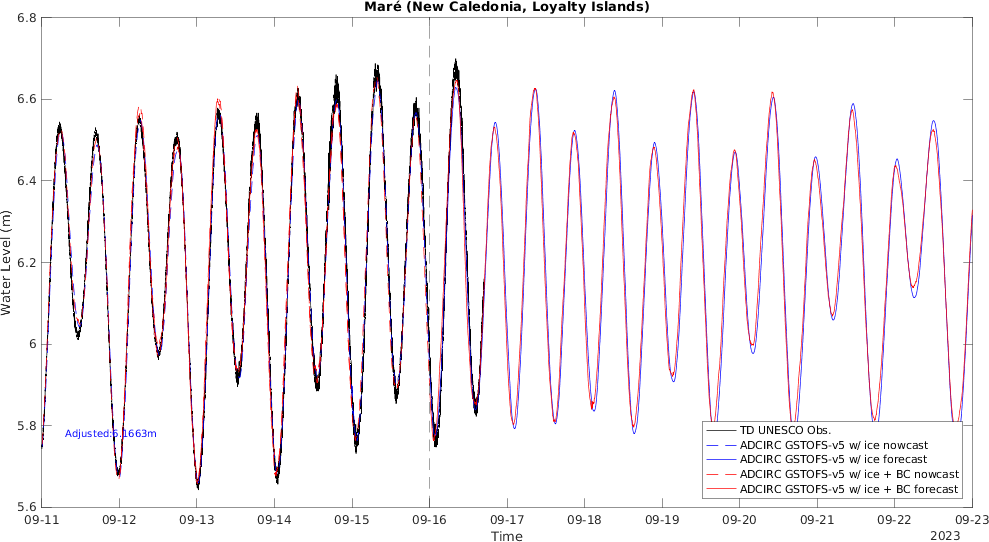 Maré (New Caledonia, Loyalty Islands)
6.8
6.6
6.4
6.2
6
5.8
5.6
Water Level (m)
Adjusted:6.1663m
TD UNESCO Obs.
ADCIRC GSTOFS-v5 w/ ice nowcast
ADCIRC GSTOFS-v5 w/ ice forecast
ADCIRC GSTOFS-v5 w/ ice + BC nowcast
ADCIRC GSTOFS-v5 w/ ice + BC forecast
09-11 09-12 09-13 09-14 09-15 09-16 09-17 09-18 09-19 09-20 09-21 09-22 09-23
Time
2023